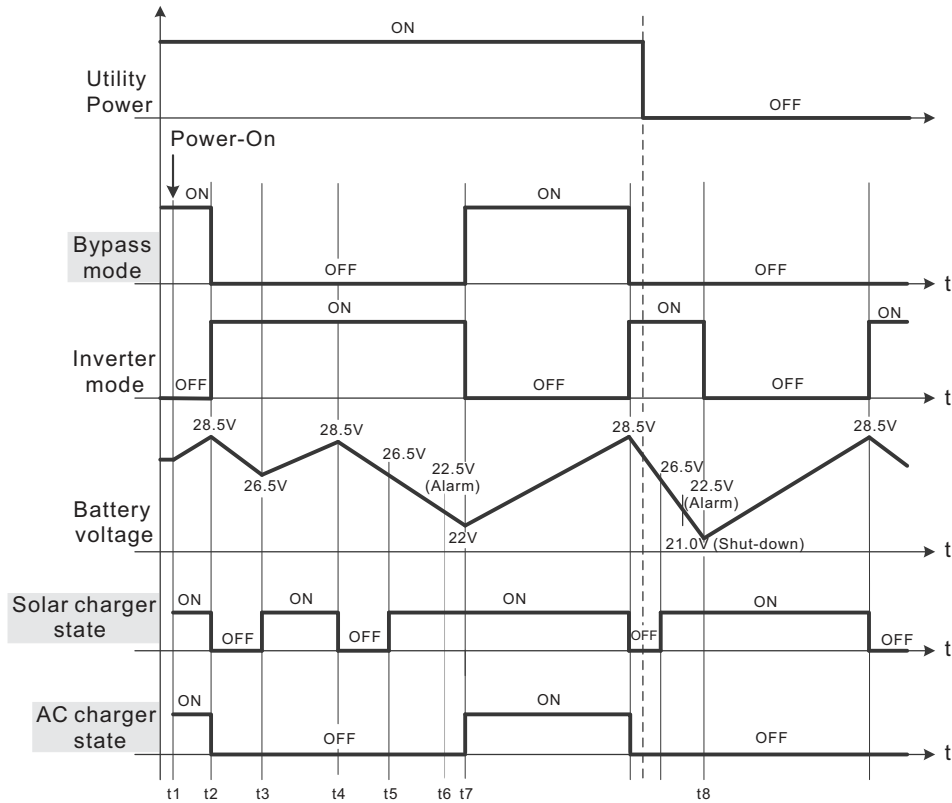 ON
Utility
Power
OFF
Power-On
ON
ON
Bypass
mode
OFF
OFF
t
ON
ON
ON
Inverter
mode
OFF
OFF
OFF
t
28.5V
28.5V
28.5V
28.5V
26.5V
26.5V
22.5V
(Alarm)
26.5V
22.5V
(Alarm)
Battery
voltage
22V
21.0V (Shut-down)
t
Solar charger
state
ON
ON
ON
ON
OFF
OFF
OFF
OFF
t
AC charger
state
ON
ON
OFF
OFF
t
t1
t2
t3
t4
t5
t6
t7
t8